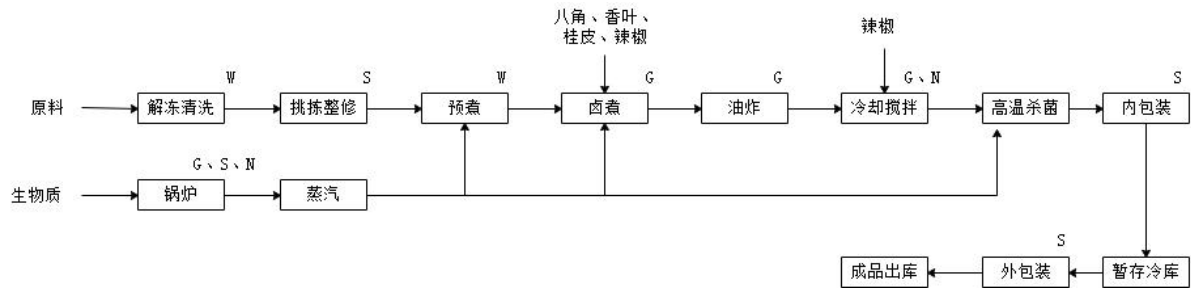 八角、香叶、
桂皮、辣椒
辣椒
W
S
W
G
G
G、N
S
原料
解冻清洗
挑拣整修
预煮
卤煮
油炸
冷却搅拌
高温杀菌
内包装
G、S、N
生物质
锅炉
蒸汽
S
成品出库
外包装
暂存冷库